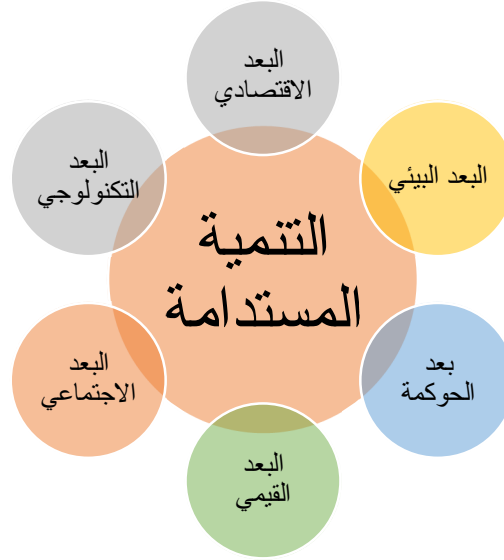 البعد
الاقتصادي
البعد البيئي
البعد
التكنولوجي
التنمية
المستدامة
بعد
الحوكمة
البعد
الاجتماعي
البعد
القيمي